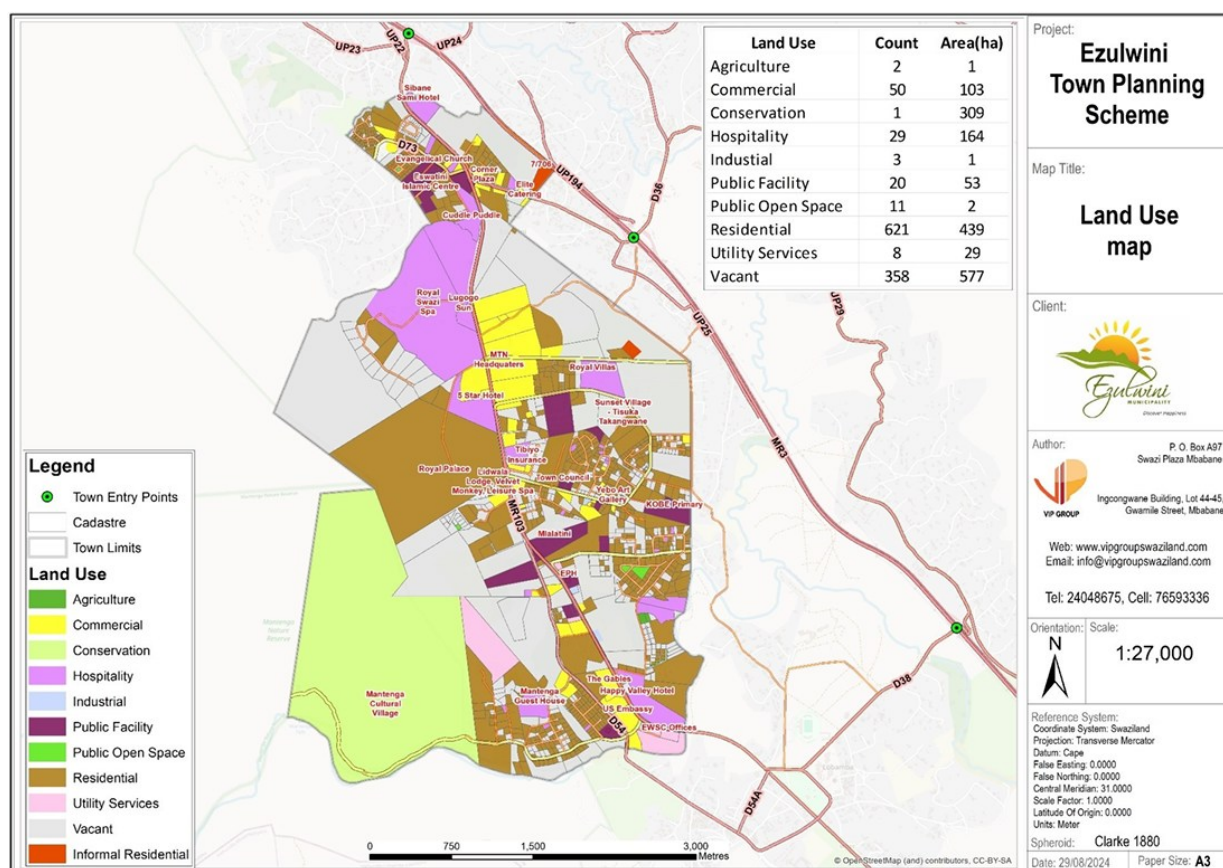 UP23
UP22
UP24
Sibane
Sami Hotel
D73
Evangelical Church
Eswatini
Islamic Centre
Corner
Plaza
7/706
Elite
Catering
Cuddle Puddle
UP194
D36
Royal
Swazi
Spa
Lugogo
Sun
MTN
Headquaters
Royal Villas
5 Star Hotel
Sunset Village
- Tisuka
Takangwane
UP25
UP29
MR3
Tibiyo
Insurance
Royal Palace
Lidwala
Lodge, Velvet
Monkey, Leisure Spa
Town Council
Yebo Art
Gallery
KOBE Primary
MR103
Mlalatini
EPH
Mantenga
Nature
Reserve
Mantenga
Cultural
Village
Mantenga
Guest House
The Gables
Happy Valley Hotel
US Embassy
D54
EWSC Offices
D38
Lobamba
D54A
Land Use Count Area(ha)
Agriculture 2 1
Commercial 50 103
Conservation 1 309
Hospitality 29 164
Industial 3 1
Public Facility 20 53
Public Open Space 11 2
Residential 621 439
Utility Services 8 29
Vacant 358 577
Legend
Town Entry Points
Cadastre
Town Limits
Land Use
Agriculture
Commercial
Conservation
Hospitality
Industrial
Public Facility
Public Open Space
Residential
Utility Services
Vacant
Informal Residential
0 750 1,500 3,000
Metres
© OpenStreetMap (and) contributors, CC-BY-SA
Project:
Ezulwini
Town Planning
Scheme
Map Title:
Land Use
map
Client:
Ezulwini
MUNICIPALITY
Discover Happiness
Author:
VIP GROUP
P. O. Box A97
Swazi Plaza Mbabane
Ingcongwane Building, Lot 44-45,
Gwamile Street, Mbabane
Web: www.vipgroupswaziland.com
Email: info@vipgroupswaziland.com
Tel: 24048675, Cell: 76593336
Orientation:
N
Scale:
1:27,000
Reference System:
Coordinate System: Swaziland
Projection: Transverse Mercator
Datum: Cape
False Easting: 0.0000
False Northing: 0.0000
Central Meridian: 31.0000
Scale Factor: 1.0000
Latitude Of Origin: 0.0000
Units: Meter
Spheroid: Clarke 1880
Date: 29/08/2024 Paper Size: A3